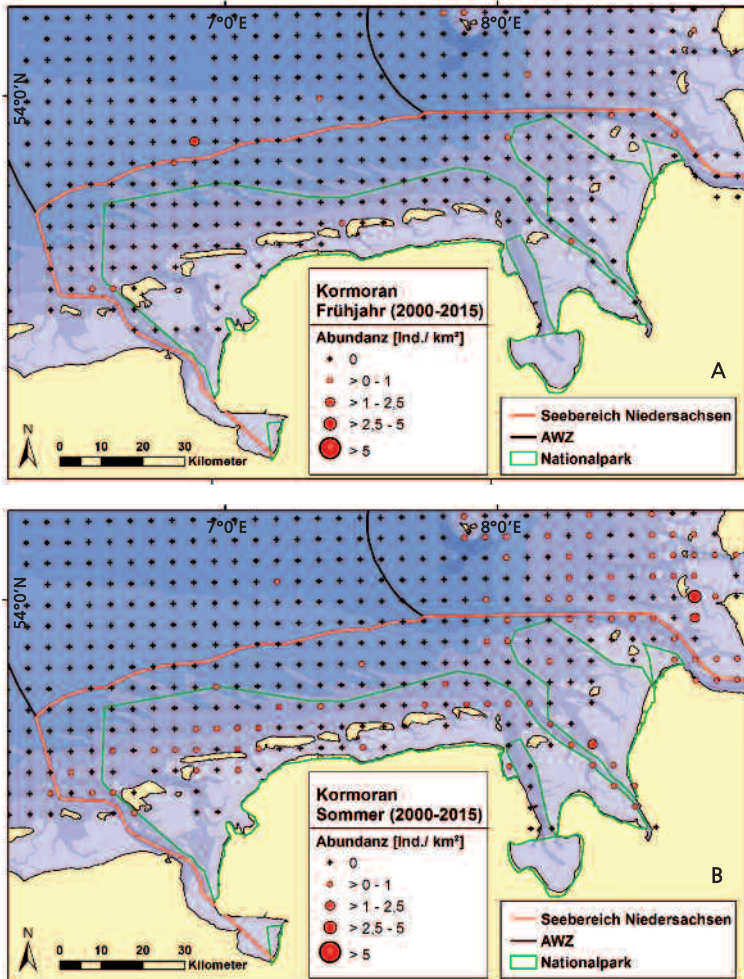 7°0'E
8°0'E
54°0'N
Kormoran
Frühjahr (2000-2015)
Abundanz [Ind./ km²]
0
> 0 - 1
> 1 - 2,5
> 2,5 - 5
> 5
A
Seebereich Niedersachsen
AWZ
Nationalpark
N
0 10 20 30
Kilometer
7°0'E
8°0'E
54°0'N
Kormoran
Sommer (2000-2015)
Abundanz [Ind./ km²]
0
> 0 - 1
> 1 - 2,5
> 2,5 - 5
> 5
B
Seebereich Niedersachsen
AWZ
Nationalpark
N
0 10 20 30
Kilometer